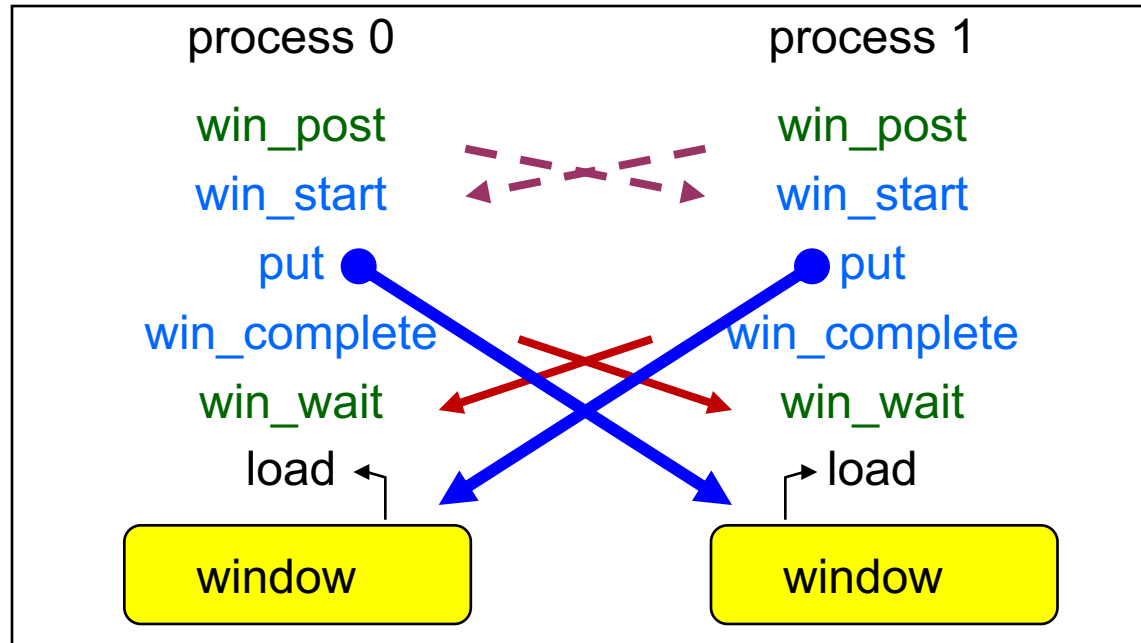 process 0 process 1
win_post win_post
win_start win_start
put put
win_complete win_complete
win_wait win_wait
load load
window window